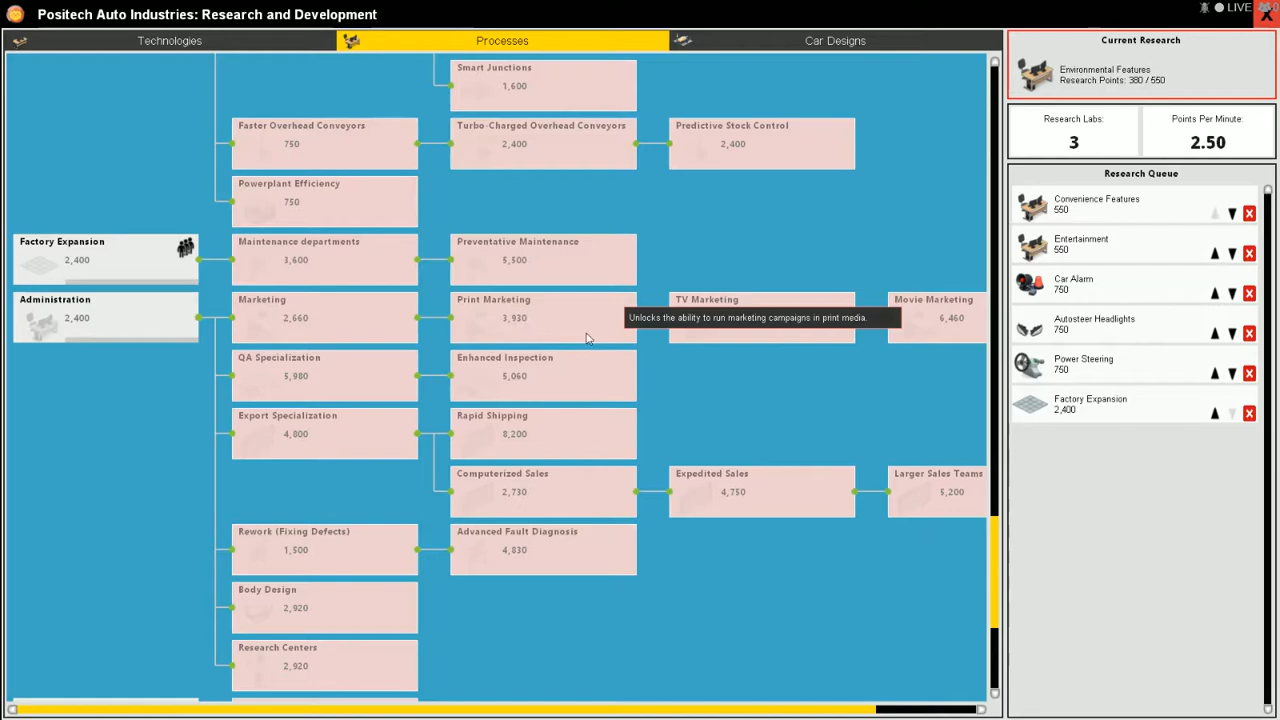 Positech Auto Industries: Research and Development
LIVE
Technologies
Processes
Car Designs
Smart Junctions
1,600
Faster Overhead Conveyors
750
Turbo-Charged Overhead Conveyors
2,400
Predictive Stock Control
2,400
Powerplant Efficiency
750
Factory Expansion
2,400
Maintenance departments
3,600
Preventative Maintenance
5,500
Administration
2,400
Marketing
2,660
Print Marketing
3,930
TV Marketing
Movie Marketing
6,460
Unlocks the ability to run marketing campaigns in print media.
QA Specialization
5,980
Enhanced Inspection
5,060
Export Specialization
4,800
Rapid Shipping
8,200
Computerized Sales
2,730
Expedited Sales
4,750
Larger Sales Teams
5,200
Rework (Fixing Defects)
1,500
Advanced Fault Diagnosis
4,830
Body Design
2,920
Research Centers
2,920
Current Research
Environmental Features
Research Points: 380 / 550
Research Labs:
3
Points Per Minute:
2.50
Research Queue
Convenience Features
550
Entertainment
550
Car Alarm
750
Autosteer Headlights
750
Power Steering
750
Factory Expansion
2,400